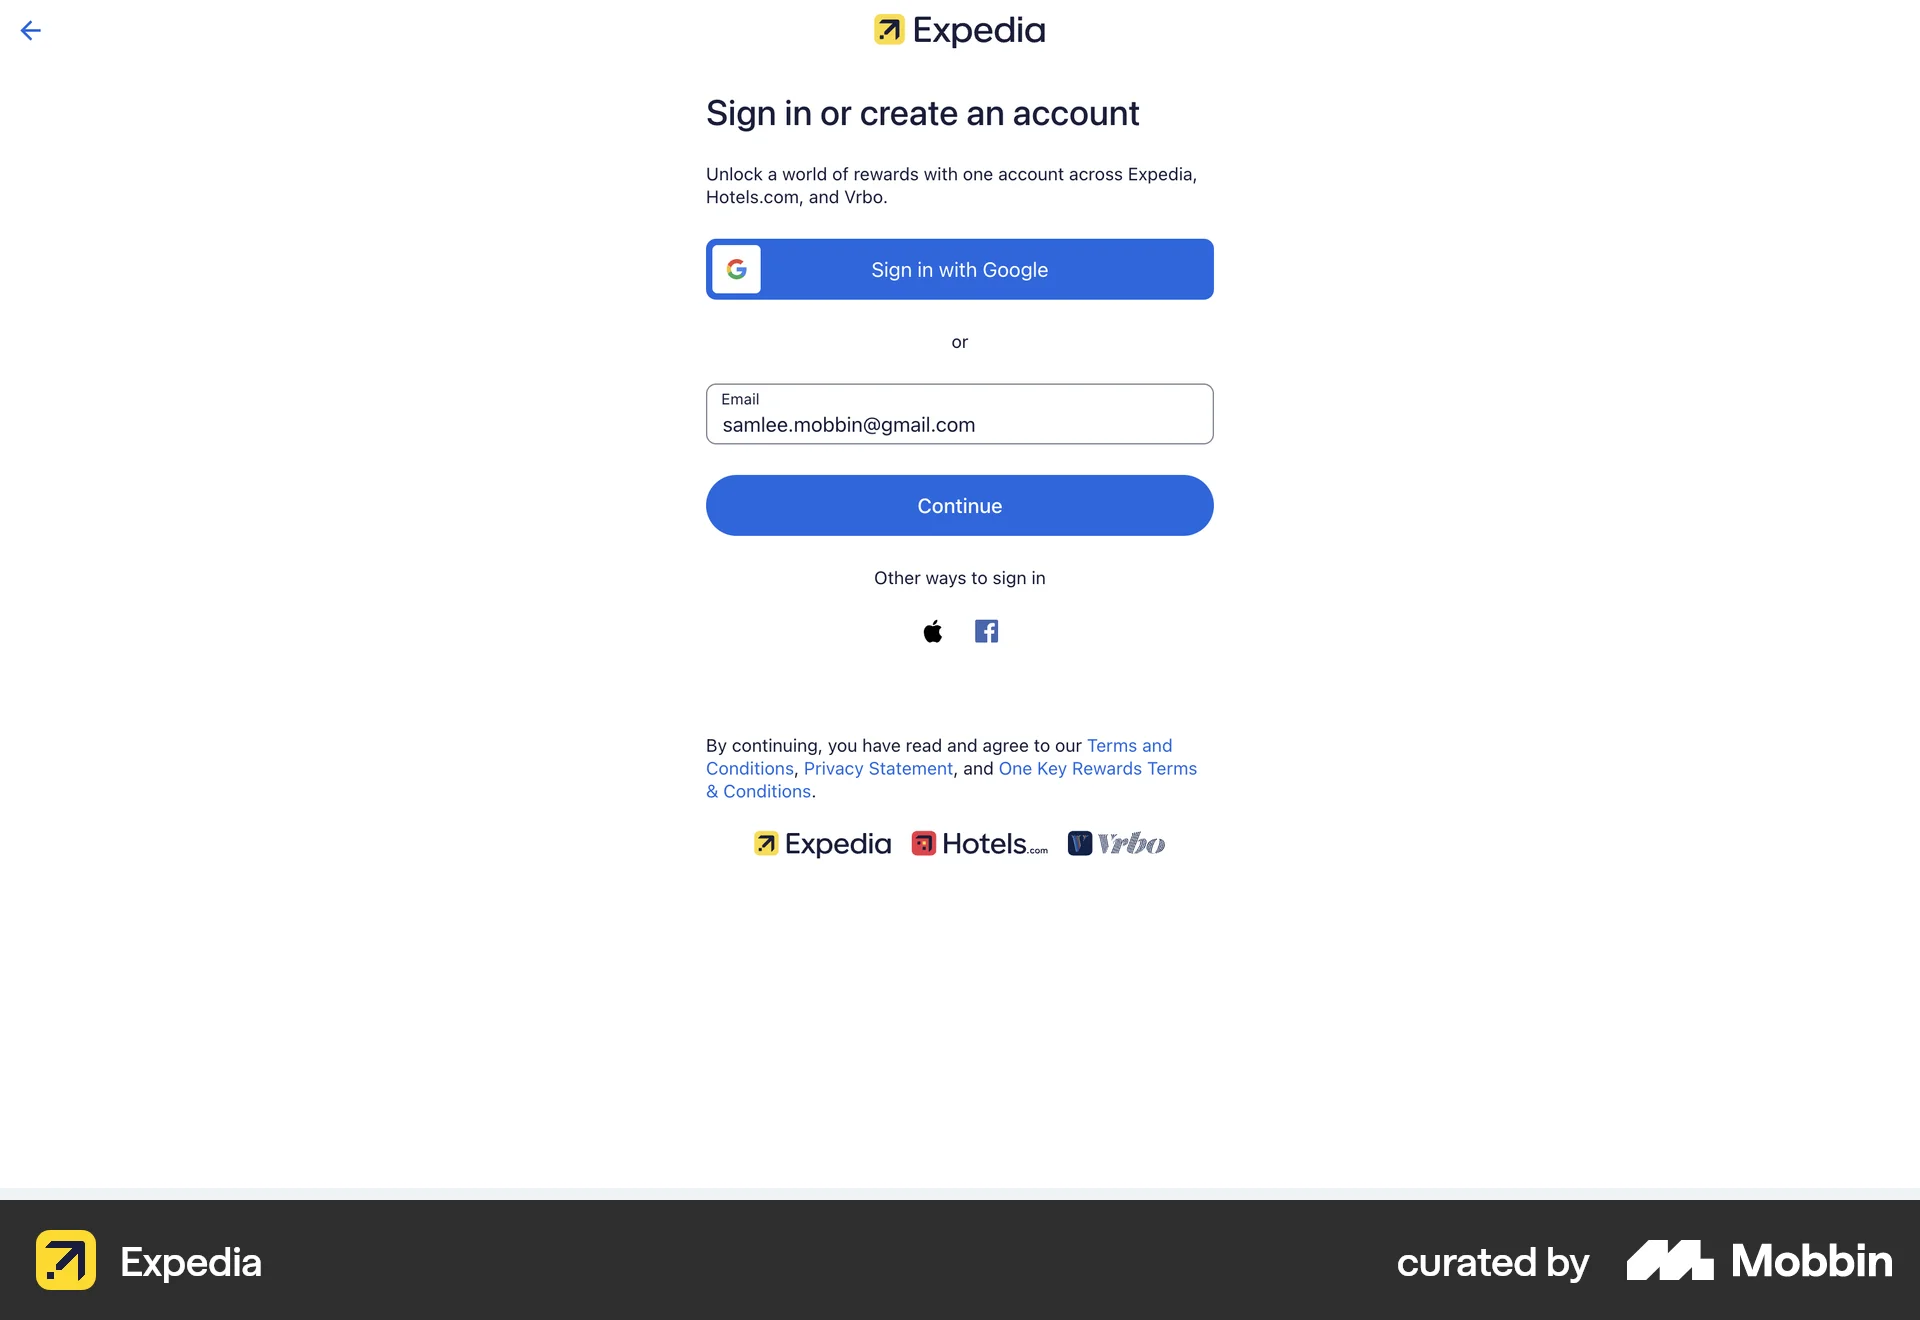 Expedia
Sign in or create an account
Unlock a world of rewards with one account across Expedia,
Hotels.com, and Vrbo.
Sign in with Google
or
Email
samlee.mobbin@gmail.com
Continue
Other ways to sign in
By continuing, you have read and agree to our Terms and
Conditions, Privacy Statement, and One Key Rewards Terms
& Conditions.
Expedia Hotels.com Vrbo
Expedia curated by Mobbin